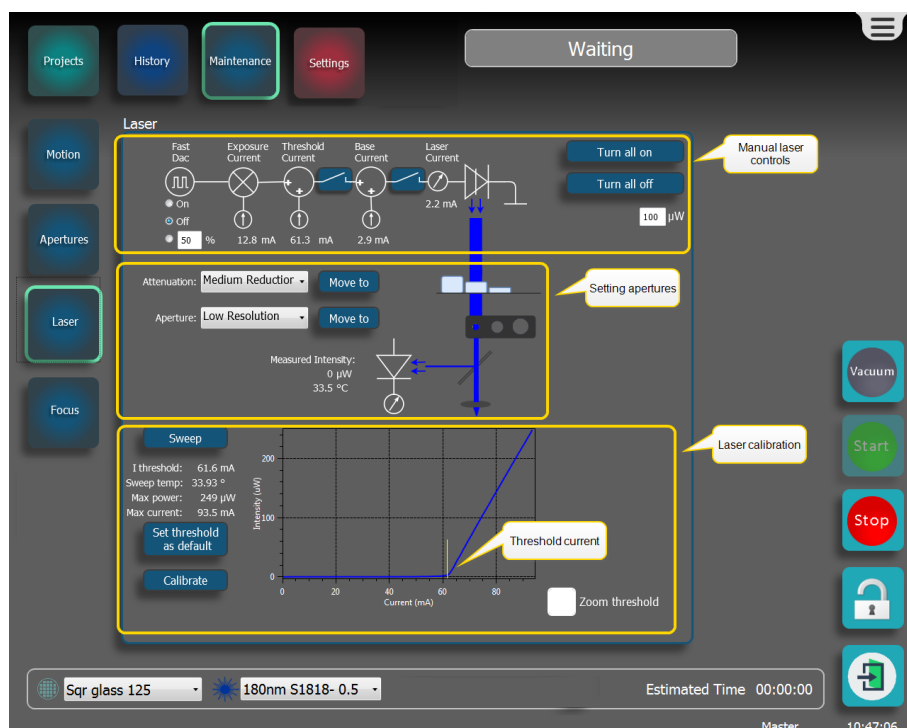 Projects
History
Maintenance
Settings
Waiting
Laser
Motion
Apertures
Laser
Focus
Fast
Dac
Exposure
Current
Threshold
Current
Base
Current
Laser
Current
On
Off
50 %
12.8 mA
61.3 mA
2.9 mA
2.2 mA
Turn all on
Turn all off
100 µW
Manual laser
controls
Attenuation: Medium Reductior
Move to
Aperture: Low Resolution
Move to
Measured Intensity:
0 µW
33.5 °C
Setting apertures
Sweep
I threshold: 61.6 mA
Sweep temp: 33.93 °
Max power: 249 µW
Max current: 93.5 mA
Set threshold
as default
Calibrate
Intensity (uW)
200
100
0
0 20 40 60 80
Current (mA)
Threshold current
Zoom threshold
Laser calibration
Vacuum
Start
Stop
Sqr glass 125
180nm S1818- 0.5
Estimated Time 00:00:00
Master 10:47:06